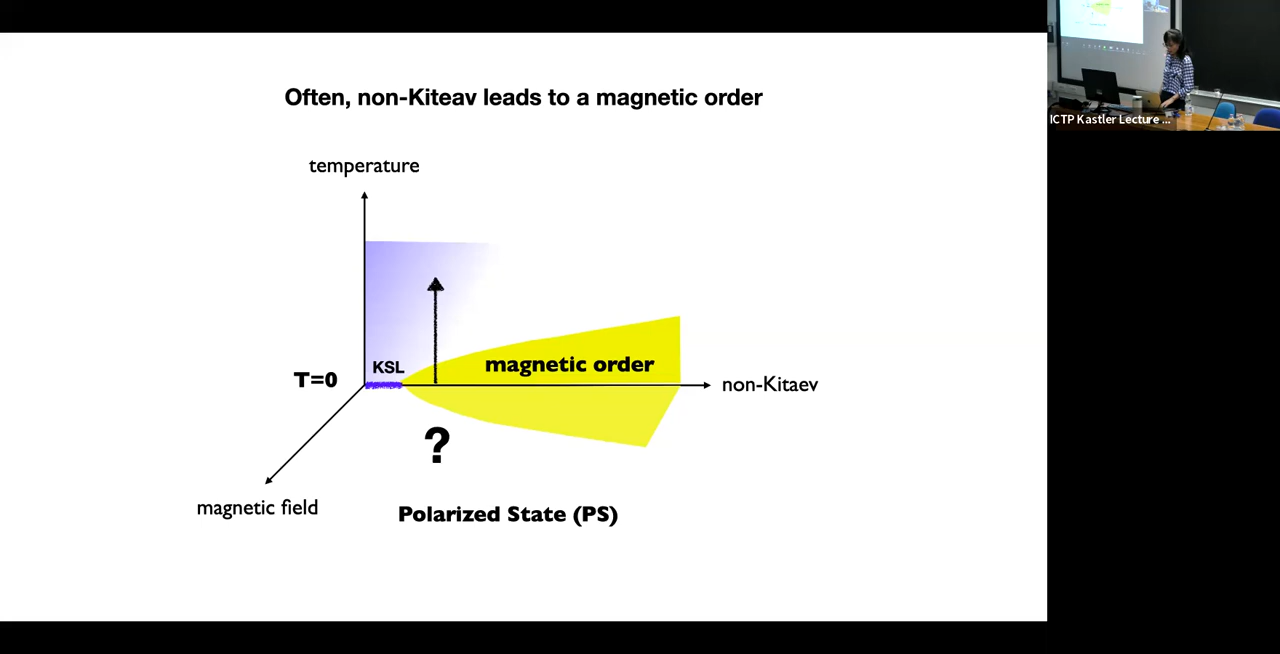 Often, non-Kiteav leads to a magnetic order
temperature
KSL
magnetic order
T=0
non-Kitaev
?
magnetic field
Polarized State (PS)
ICTP Kastler Lecture ...